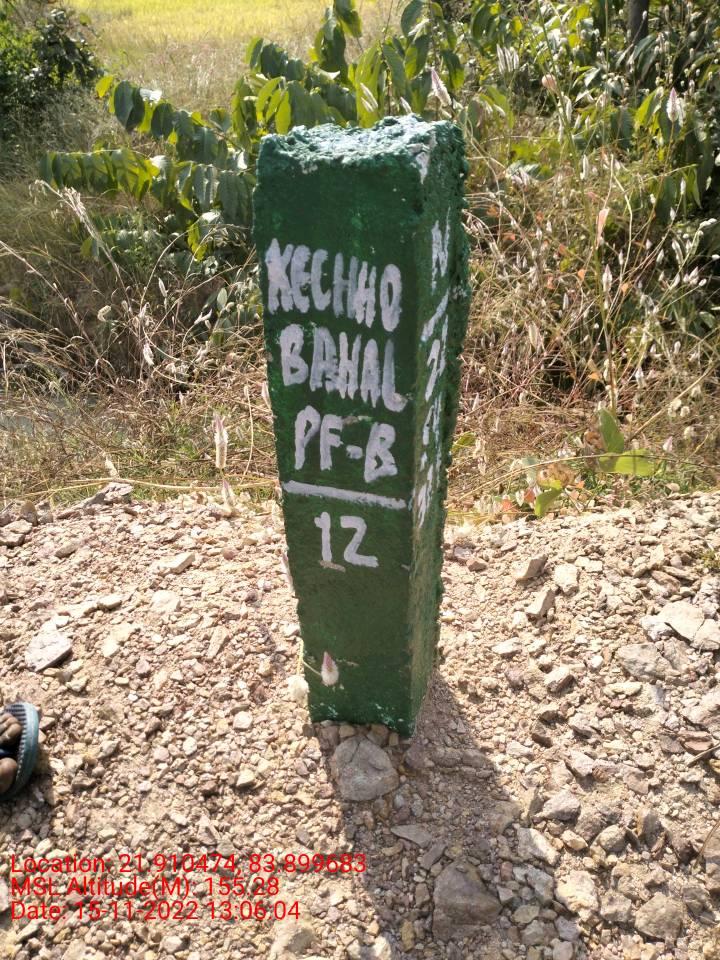 KECHHO
BAHAL
PF-B
12
Location: 21.910474, 83.899683
MSL Altitude(M): 155.28
Date: 15-11-2022 13:06:04